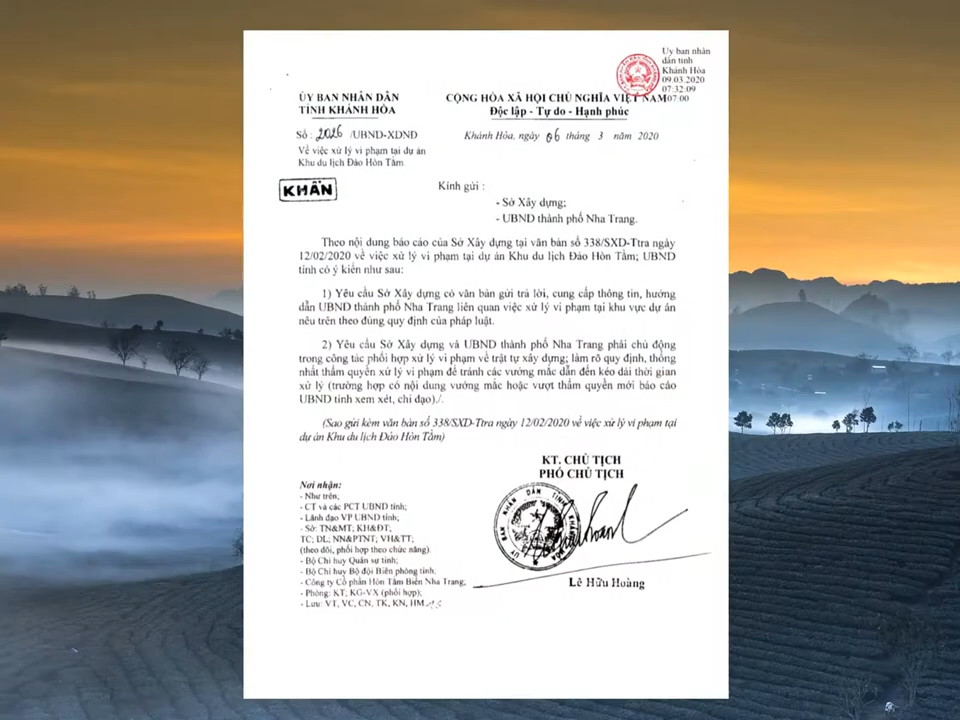 Ủy ban nhân
dân tỉnh
Khánh Hòa
09.03.2020
07:32:09
+07:00
ỦY BAN NHÂN DÂN
TỈNH KHÁNH HÒA
CỘNG HÒA XÃ HỘI CHỦ NGHĨA VIỆT NAM
Độc lập - Tự do - Hạnh phúc
Số: 2026 /UBND-XDNĐ
Khánh Hòa, ngày 06 tháng 3 năm 2020
Về việc xử lý vi phạm tại dự án
Khu du lịch Đảo Hòn Tằm
KHẨN
Kính gửi :
- Sở Xây dựng;
- UBND thành phố Nha Trang.
Theo nội dung báo cáo của Sở Xây dựng tại văn bản số 338/SXD-Ttra ngày
12/02/2020 về việc xử lý vi phạm tại dự án Khu du lịch Đảo Hòn Tằm; UBND
tỉnh có ý kiến như sau:
1) Yêu cầu Sở Xây dựng có văn bản gửi trả lời, cung cấp thông tin, hướng
dẫn UBND thành phố Nha Trang liên quan việc xử lý vi phạm tại khu vực dự án
nêu trên theo đúng quy định của pháp luật.
2) Yêu cầu Sở Xây dựng và UBND thành phố Nha Trang phải chủ động
trong công tác phối hợp xử lý vi phạm về trật tự xây dựng; làm rõ quy định, thống
nhất thẩm quyền xử lý vi phạm để tránh các vướng mắc dẫn đến kéo dài thời gian
xử lý (trường hợp có nội dung vướng mắc hoặc vượt thẩm quyền mới báo cáo
UBND tỉnh xem xét, chỉ đạo)./.
(Sao gửi kèm văn bản số 338/SXD-Ttra ngày 12/02/2020 về việc xử lý vi phạm tại
dự án Khu du lịch Đảo Hòn Tằm)
KT. CHỦ TỊCH
PHÓ CHỦ TỊCH
Nơi nhận:
- Như trên;
- CT và các PCT UBND tỉnh;
- Lãnh đạo VP UBND tỉnh;
- Sở: TN&MT; KH&ĐT;
TC; DL; NN&PTNT; VH&TT;
(theo dõi, phối hợp theo chức năng).
- Bộ Chỉ huy Quân sự tỉnh;
- Bộ Chỉ huy Bộ đội Biên phòng tỉnh;
- Công ty Cổ phần Hòn Tằm Biển Nha Trang;
- Phòng: KT; KG-VX (phối hợp);
- Lưu: VT, VC, CN, TK, KN, HM
ỦY BAN NHÂN DÂN TỈNH KHÁNH HÒA
Lê Hữu Hoàng